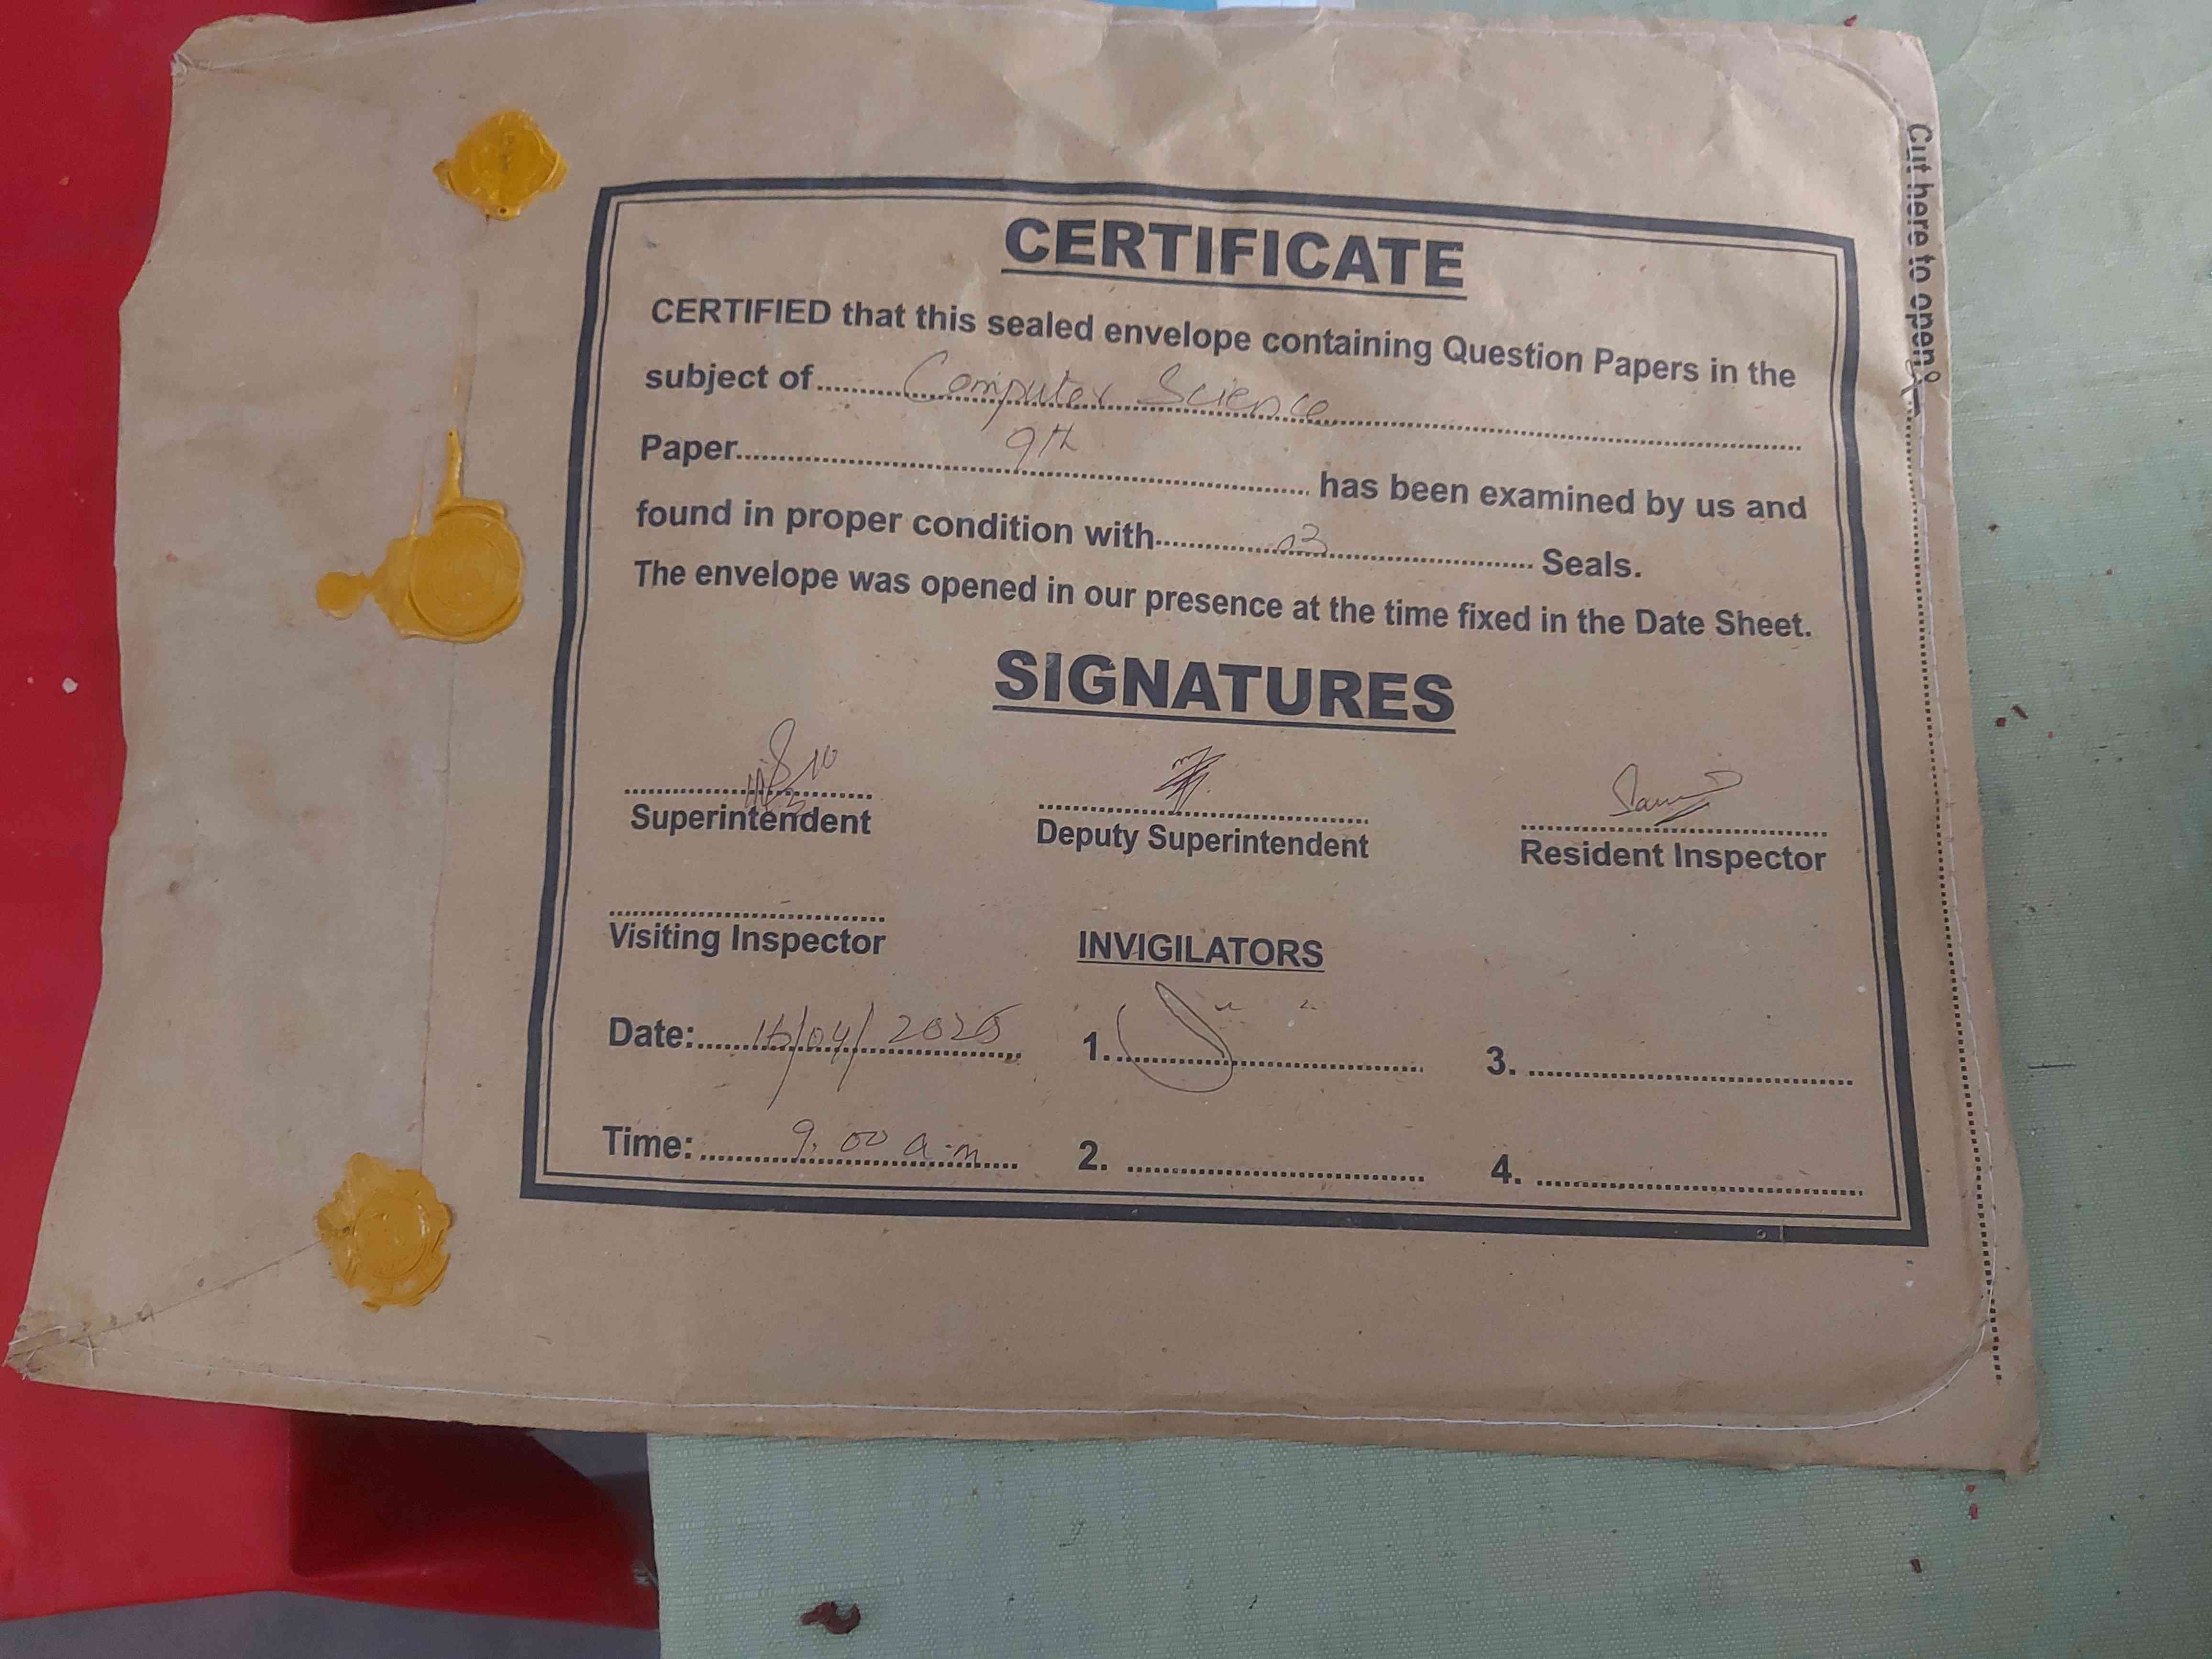 CERTIFICATE
CERTIFIED that this sealed envelope containing Question Papers in the
subject of Computer Science
Paper 9th has been examined by us and
found in proper condition with 03 Seals.
The envelope was opened in our presence at the time fixed in the Date Sheet.
SIGNATURES
Superintendent
Deputy Superintendent
Resident Inspector
Visiting Inspector
INVIGILATORS
Date: 16/04/2025
1.
3.
Time: 9:00 a.m
2.
4.
Cut here to open